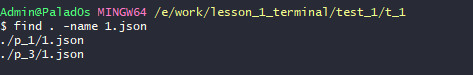 Admin@PaladOs MINGW64 /e/work/lesson_1_terminal/test_1/t_1
$ find . -name 1.json
./p_1/1.json
./p_3/1.json